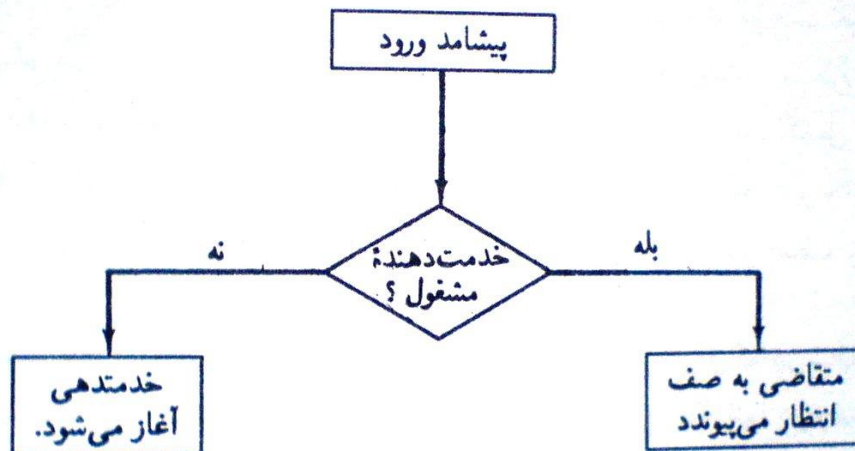 پیشامد ورود
خدمت‌دهندهٔ
مشغول ؟
بله
نه
متقاضی به صف
انتظار می‌پیوندد
خدمتدهی
آغاز می‌شود.